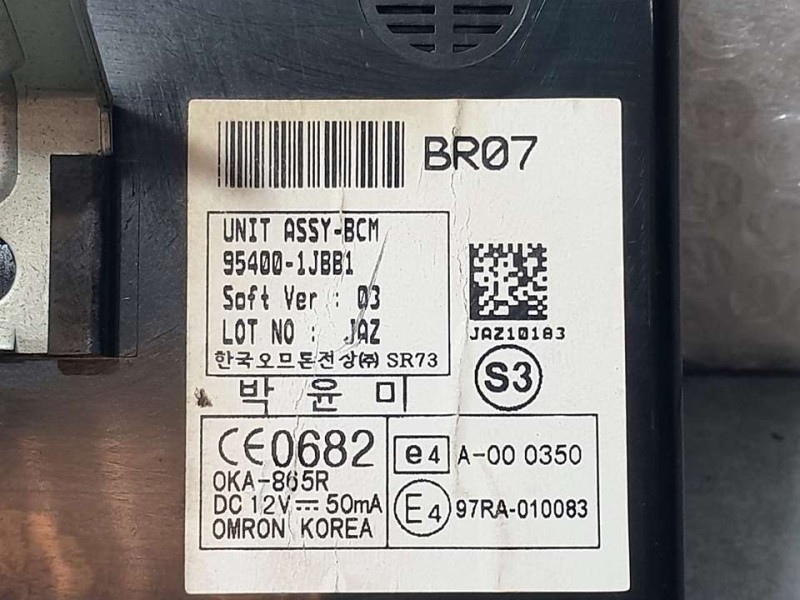 BR07
UNIT ASSY-BCM
95400-1JBB1
Soft Ver : 03
LOT NO : JAZ
한국오므론전장㈜ SR73
JAZ10183
S3
박 윤 미
CE0682
OKA-865R
DC 12V⎓50mA
OMRON KOREA
e4 A-00 0350
E4 97RA-010083